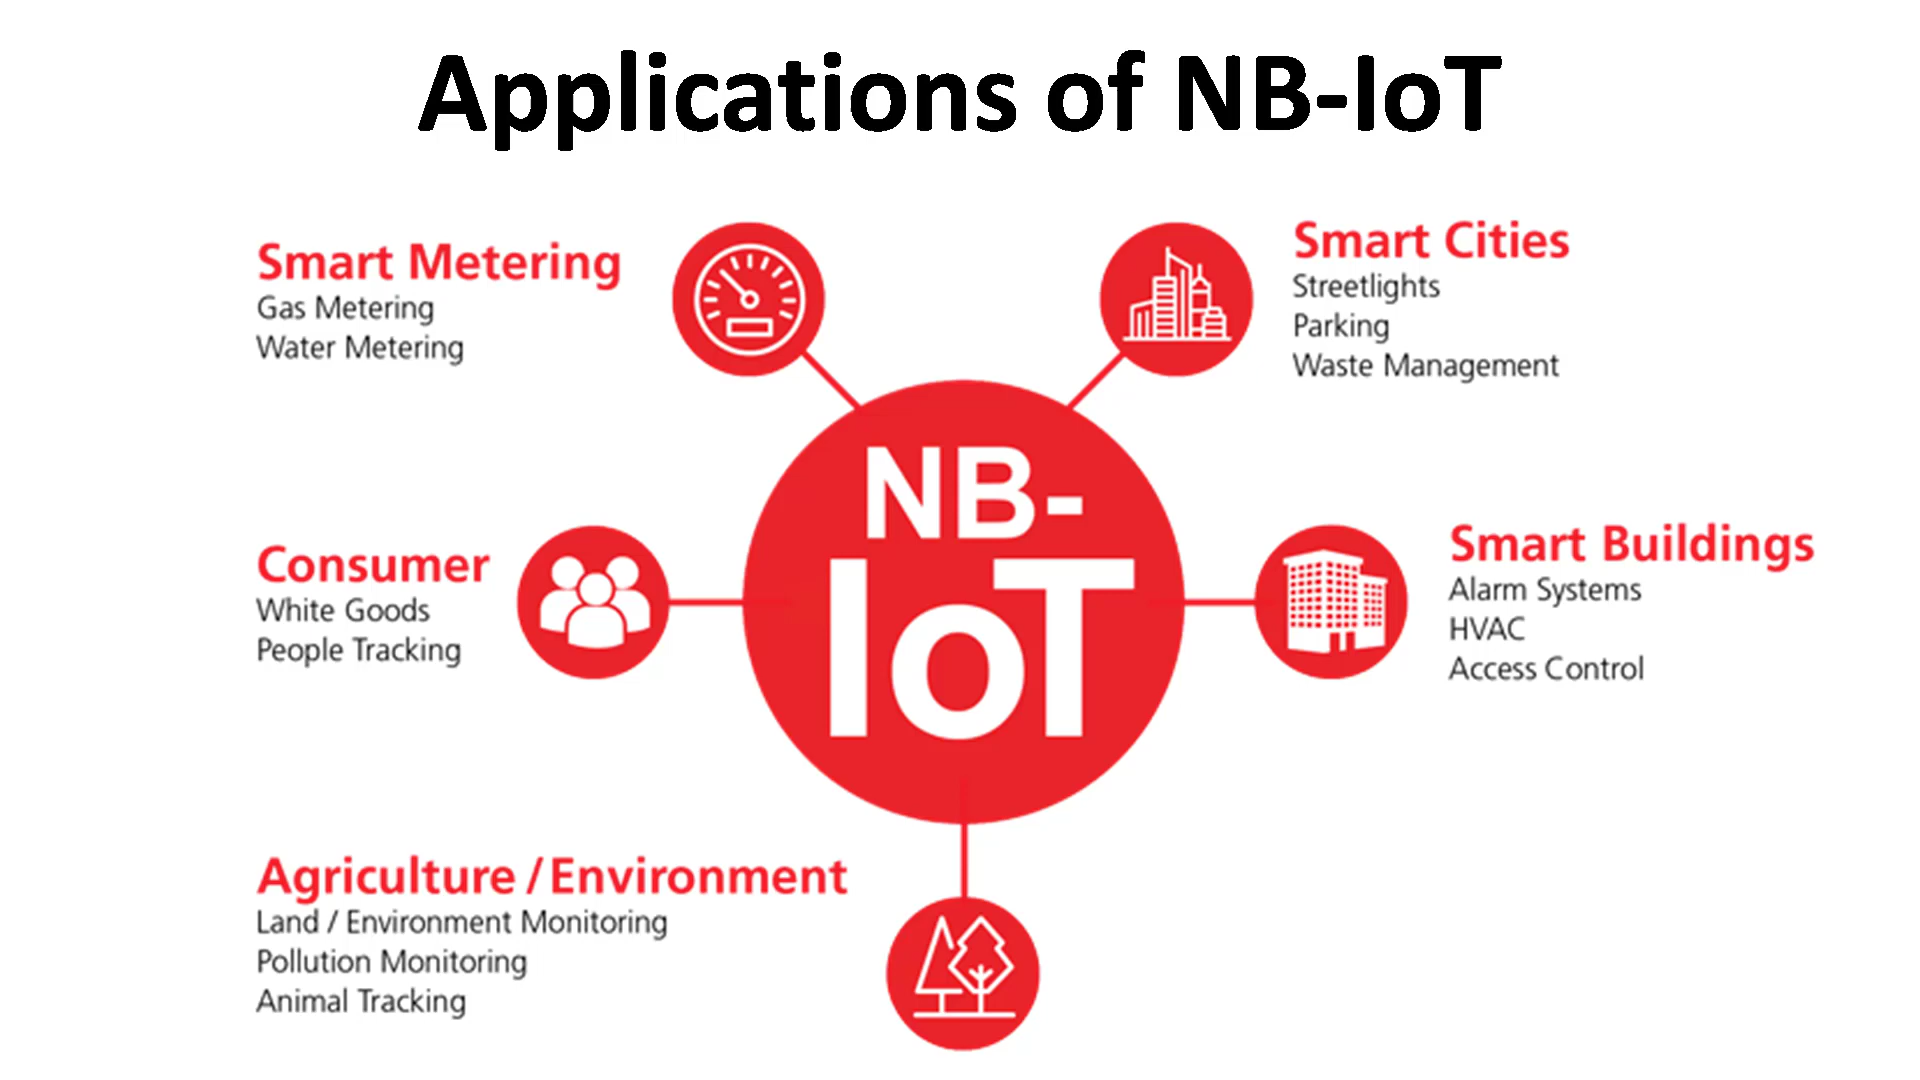 Applications of NB-IoT
Smart Metering
Gas Metering
Water Metering
Smart Cities
Streetlights
Parking
Waste Management
NB-
IoT
Consumer
White Goods
People Tracking
Smart Buildings
Alarm Systems
HVAC
Access Control
Agriculture / Environment
Land / Environment Monitoring
Pollution Monitoring
Animal Tracking